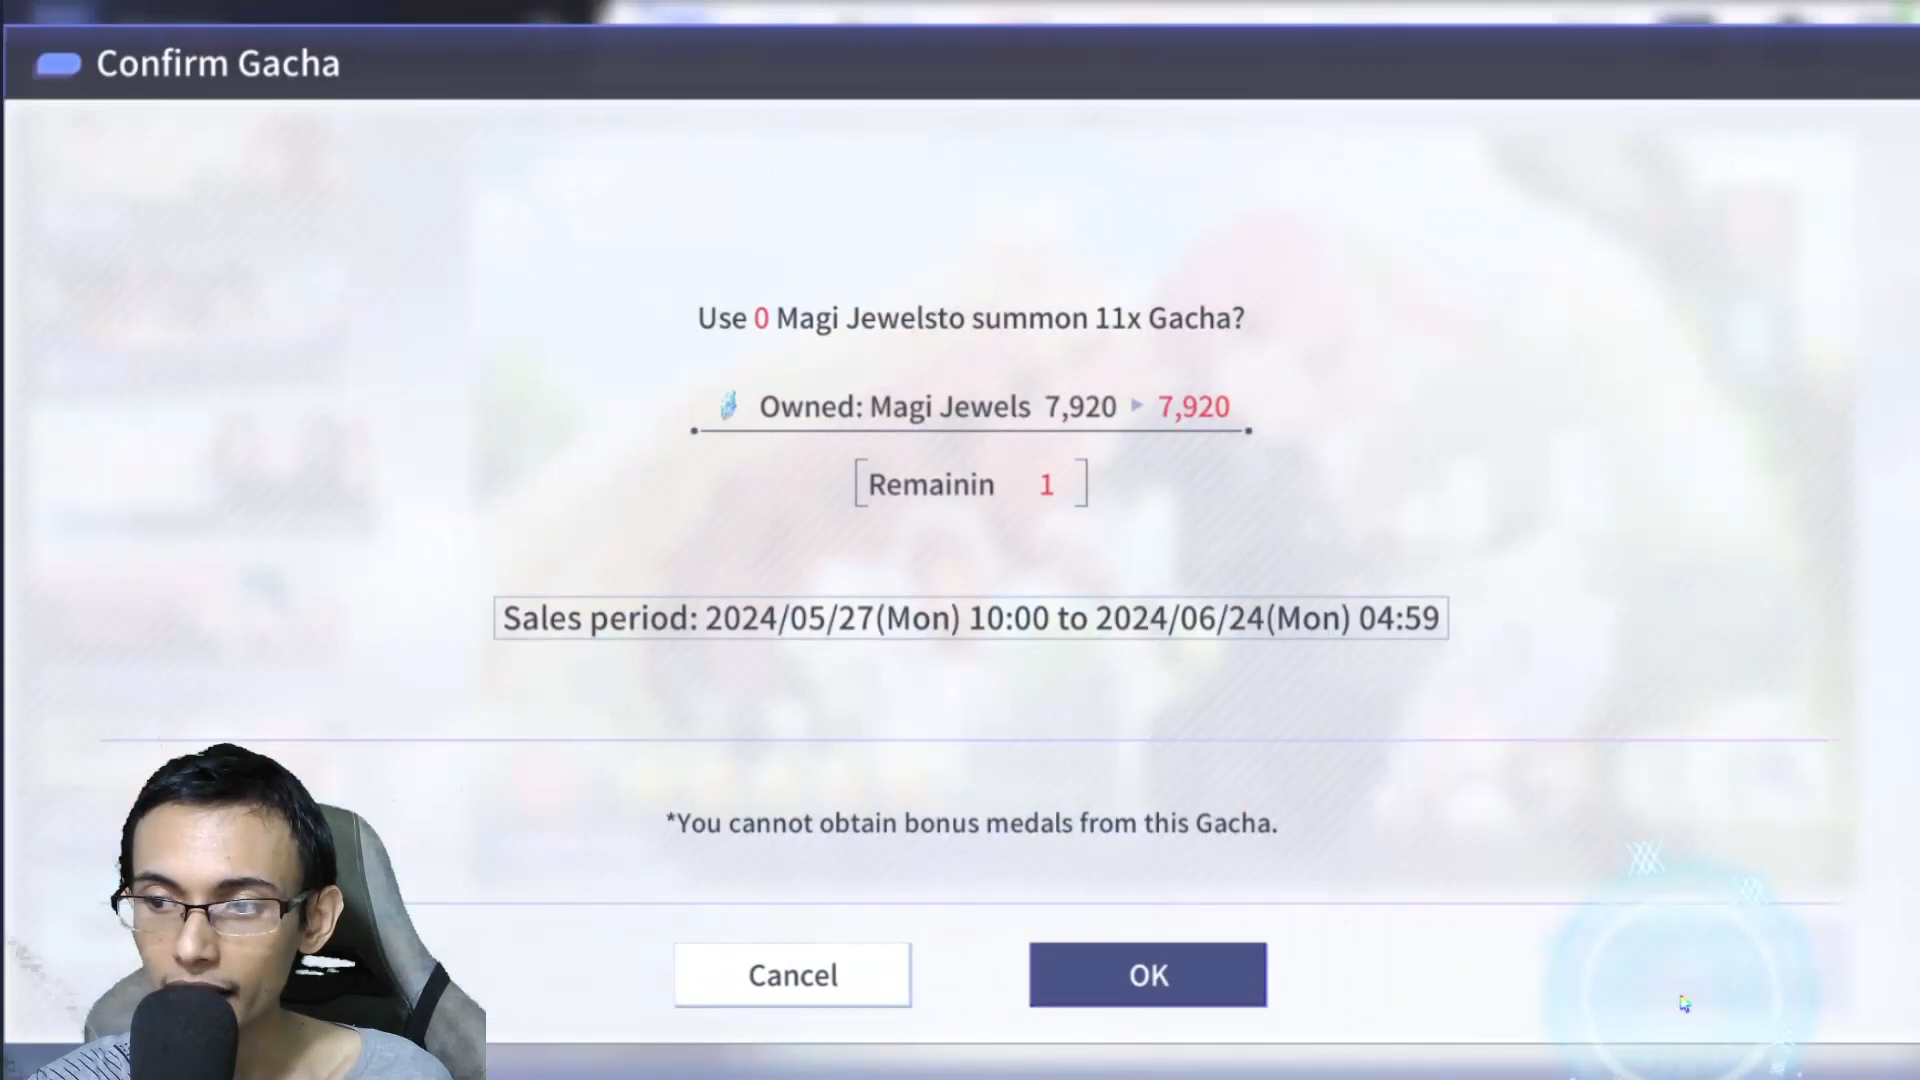 Confirm Gacha
Use 0 Magi Jewelsto summon 11x Gacha?
Owned: Magi Jewels 7,920 ▶ 7,920
Remainin 1
Sales period: 2024/05/27(Mon) 10:00 to 2024/06/24(Mon) 04:59
*You cannot obtain bonus medals from this Gacha.
Cancel
OK